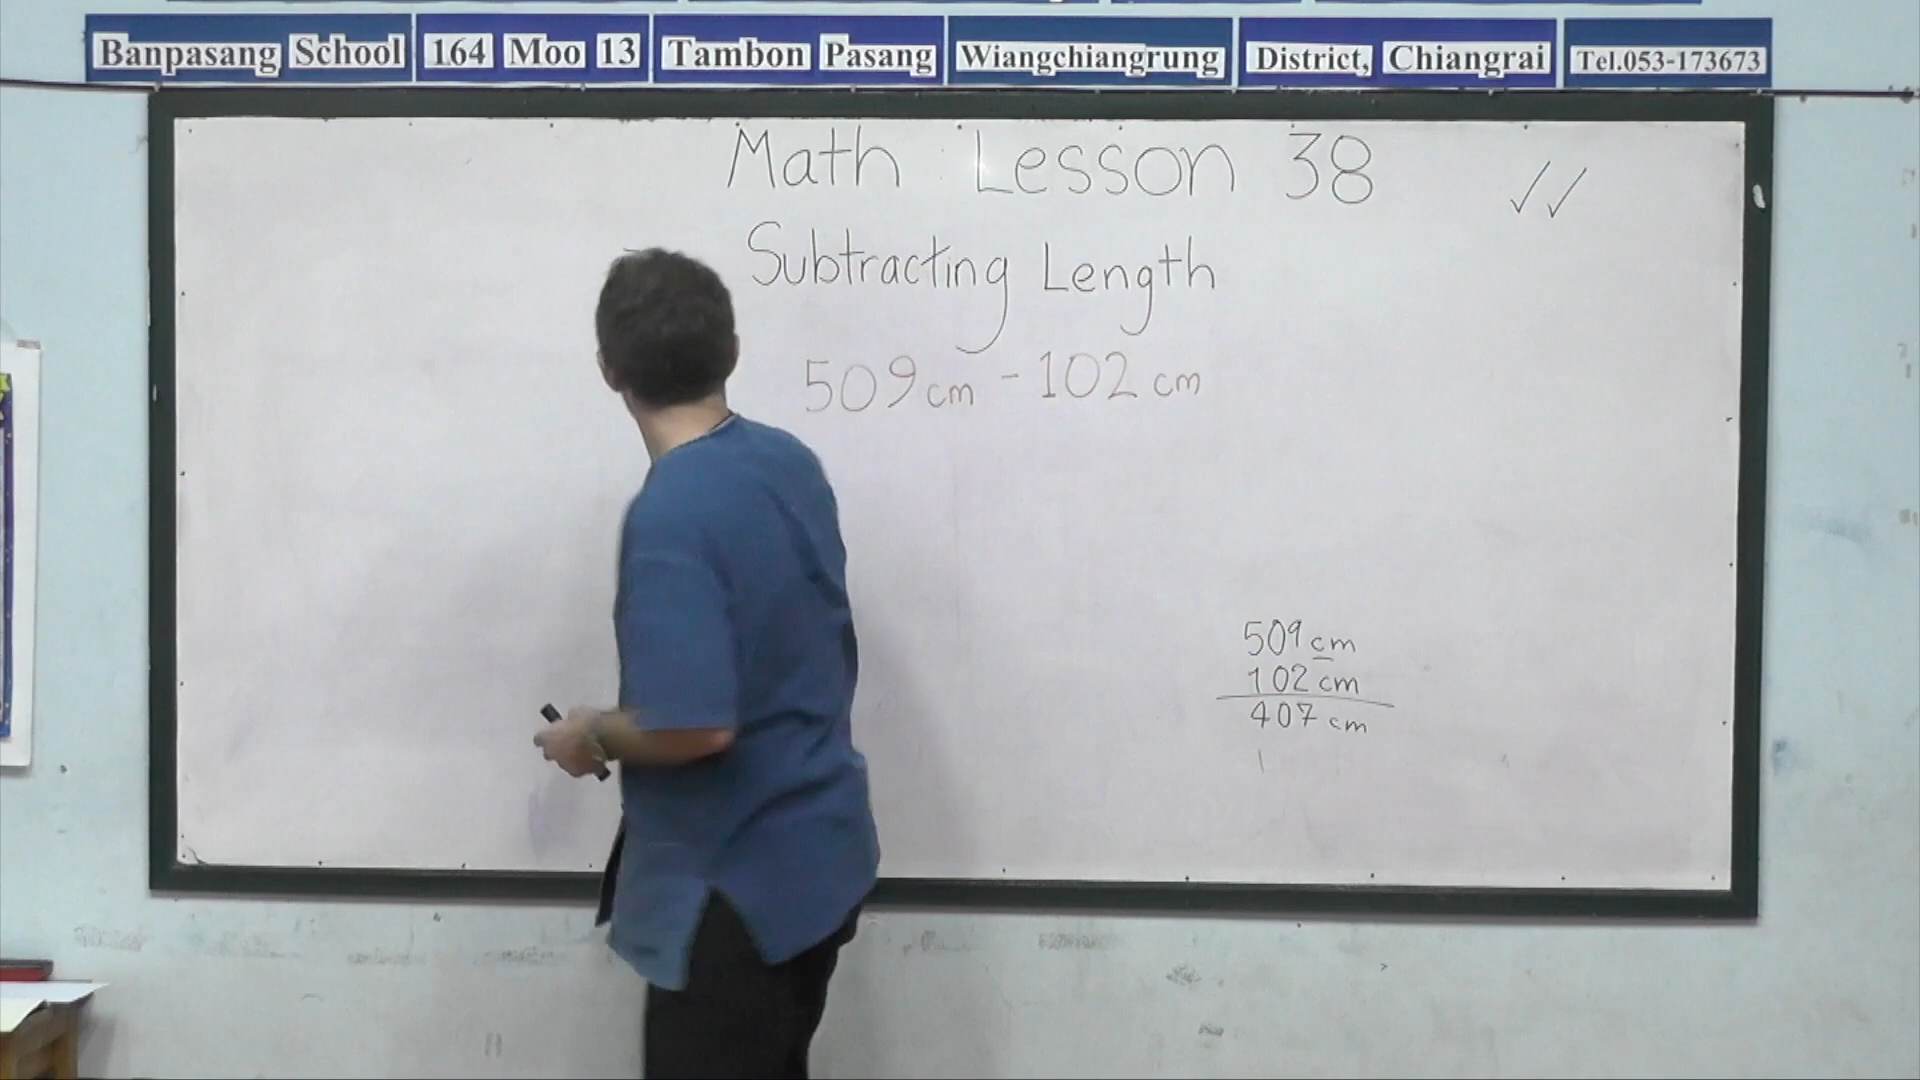 Banpasang School 164 Moo 13 Tambon Pasang Wiangchiangrung District, Chiangrai Tel.053-173673
Math Lesson 38
Subtracting Length
509 cm - 102 cm
509 cm
102 cm
407 cm